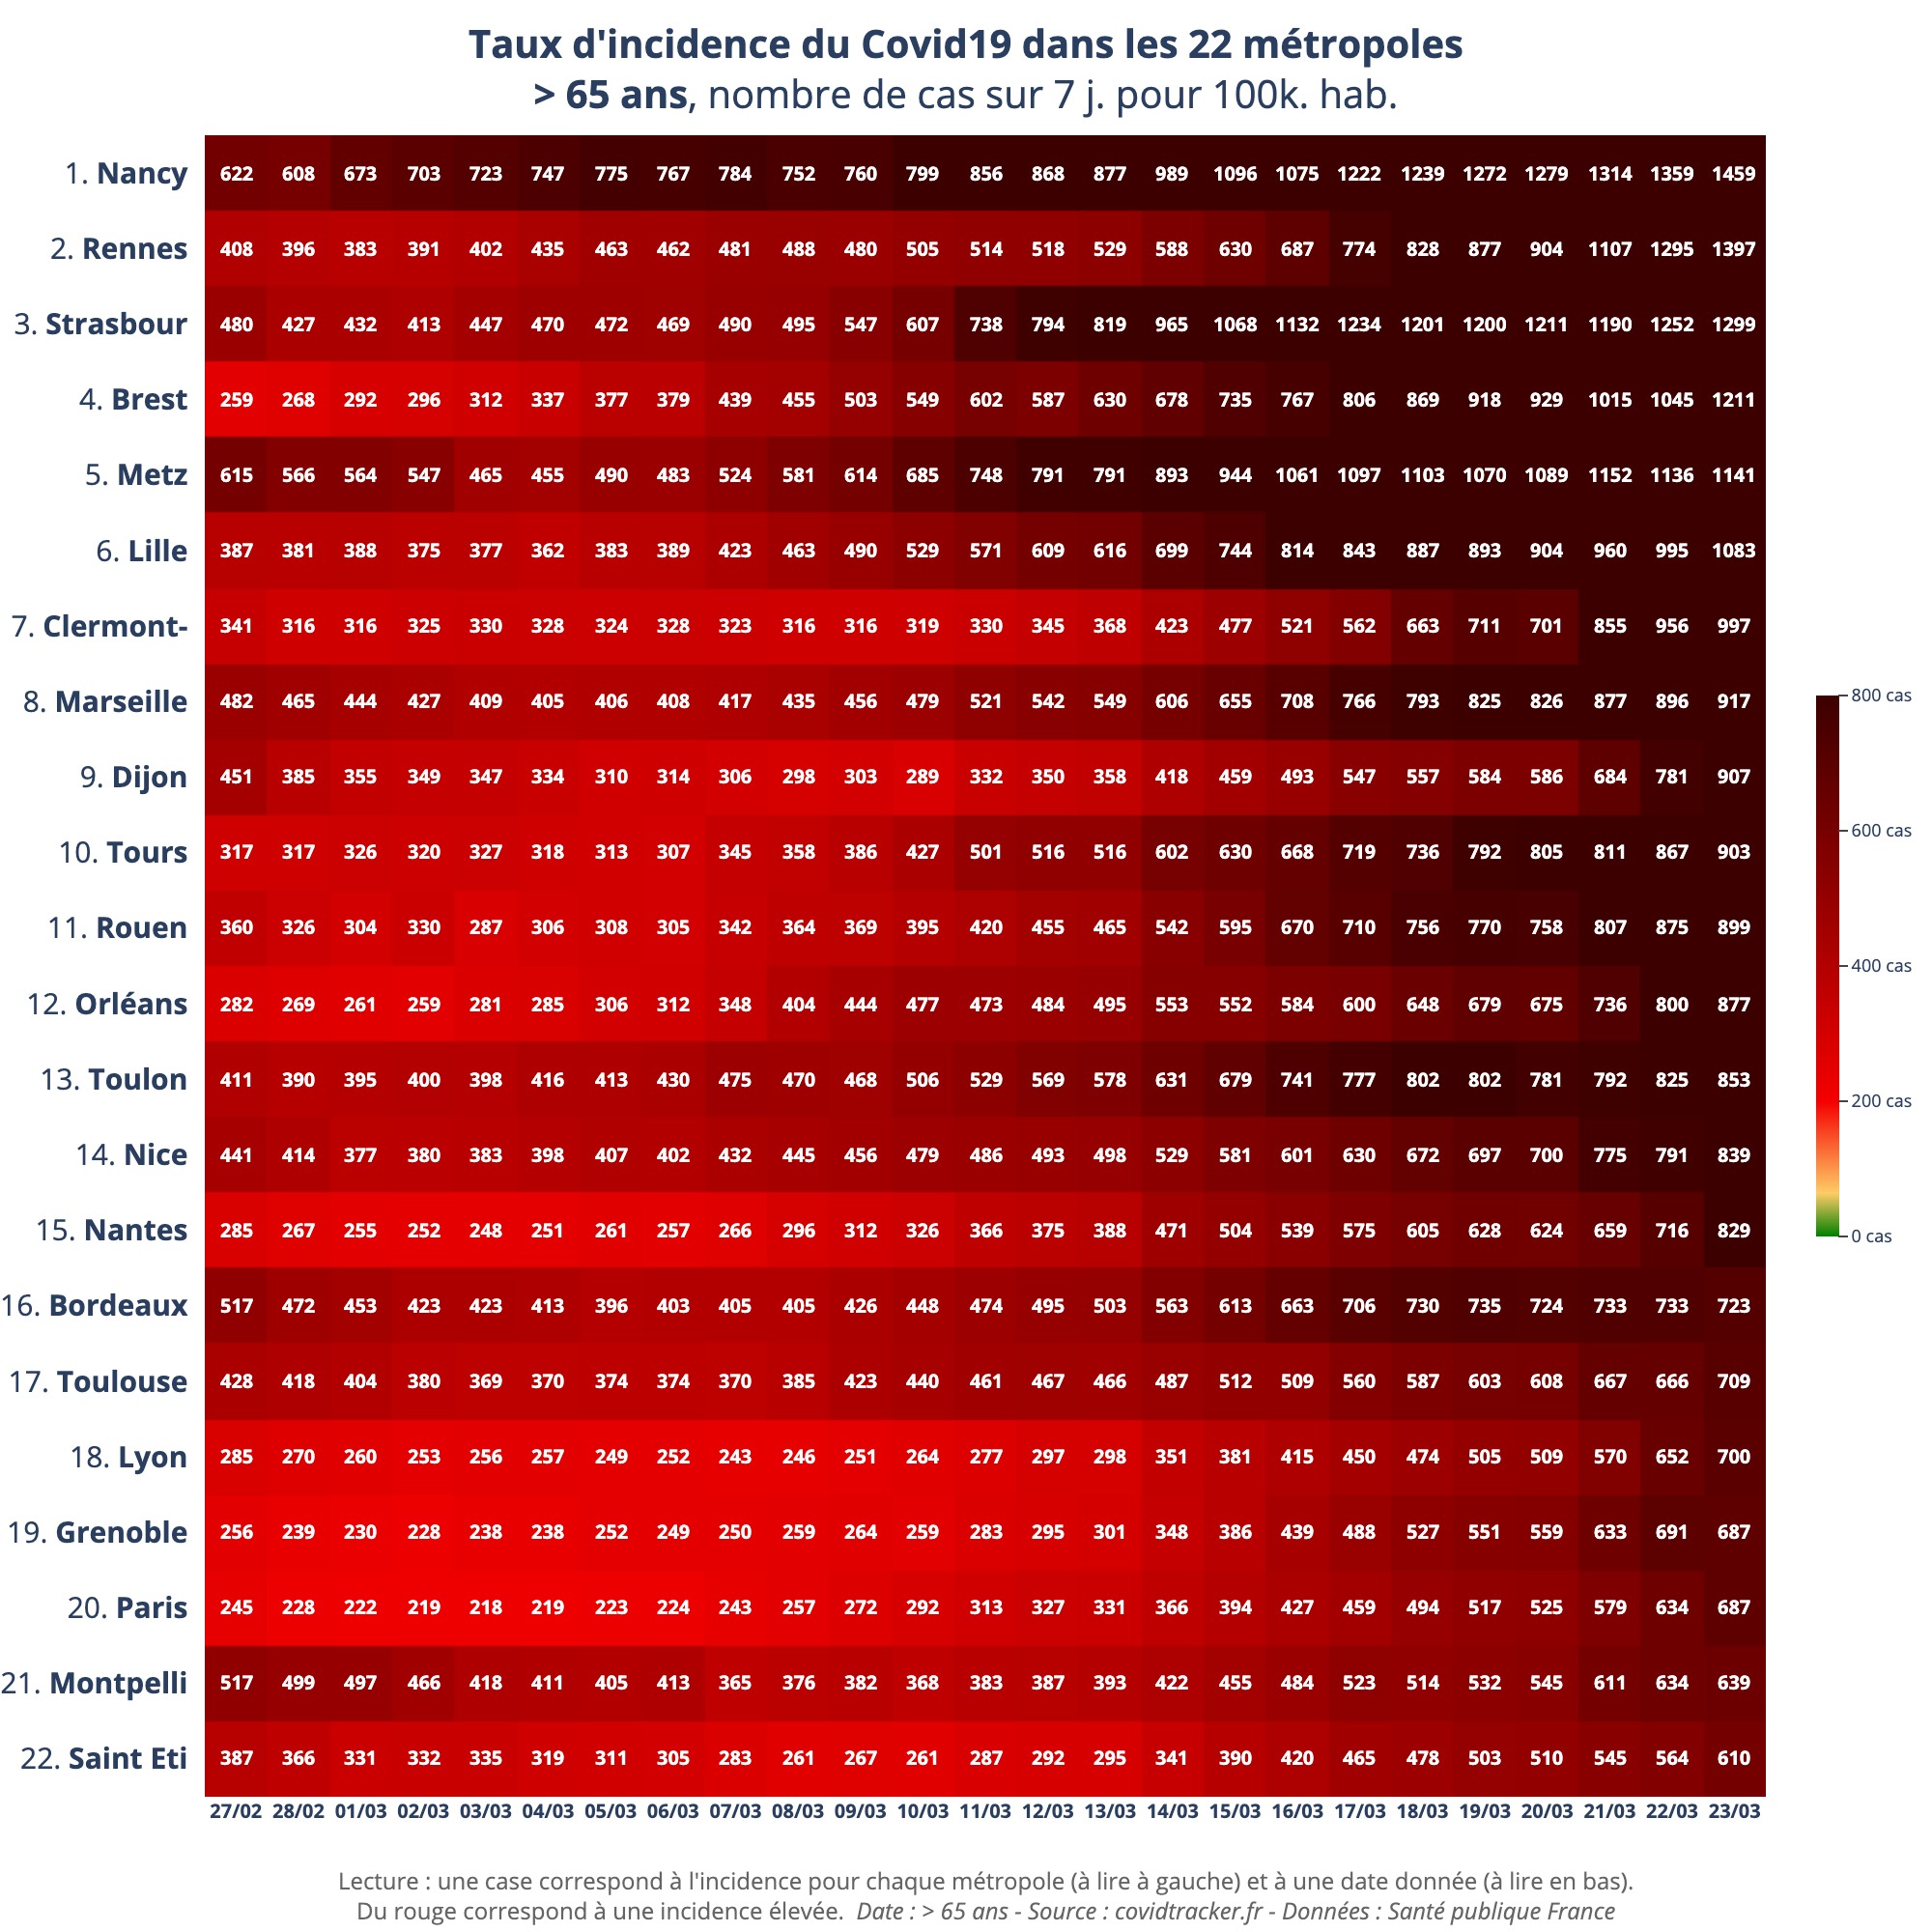 Taux d'incidence du Covid19 dans les 22 métropoles
> 65 ans, nombre de cas sur 7 j. pour 100k. hab.
1. Nancy 622 608 673 703 723 747 775 767 784 752 760 799 856 868 877 989 1096 1075 1222 1239 1272 1279 1314 1359 1459
2. Rennes 408 396 383 391 402 435 463 462 481 488 480 505 514 518 529 588 630 687 774 828 877 904 1107 1295 1397
3. Strasbour 480 427 432 413 447 470 472 469 490 495 547 607 738 794 819 965 1068 1132 1234 1201 1200 1211 1190 1252 1299
4. Brest 259 268 292 296 312 337 377 379 439 455 503 549 602 587 630 678 735 767 806 869 918 929 1015 1045 1211
5. Metz 615 566 564 547 465 455 490 483 524 581 614 685 748 791 791 893 944 1061 1097 1103 1070 1089 1152 1136 1141
6. Lille 387 381 388 375 377 362 383 389 423 463 490 529 571 609 616 699 744 814 843 887 893 904 960 995 1083
7. Clermont- 341 316 316 325 330 328 324 328 323 316 316 319 330 345 368 423 477 521 562 663 711 701 855 956 997
8. Marseille 482 465 444 427 409 405 406 408 417 435 456 479 521 542 549 606 655 708 766 793 825 826 877 896 917
9. Dijon 451 385 355 349 347 334 310 314 306 298 303 289 332 350 358 418 459 493 547 557 584 586 684 781 907
10. Tours 317 317 326 320 327 318 313 307 345 358 386 427 501 516 516 602 630 668 719 736 792 805 811 867 903
11. Rouen 360 326 304 330 287 306 308 305 342 364 369 395 420 455 465 542 595 670 710 756 770 758 807 875 899
12. Orléans 282 269 261 259 281 285 306 312 348 404 444 477 473 484 495 553 552 584 600 648 679 675 736 800 877
13. Toulon 411 390 395 400 398 416 413 430 475 470 468 506 529 569 578 631 679 741 777 802 802 781 792 825 853
14. Nice 441 414 377 380 383 398 407 402 432 445 456 479 486 493 498 529 581 601 630 672 697 700 775 791 839
15. Nantes 285 267 255 252 248 251 261 257 266 296 312 326 366 375 388 471 504 539 575 605 628 624 659 716 829
16. Bordeaux 517 472 453 423 423 413 396 403 405 405 426 448 474 495 503 563 613 663 706 730 735 724 733 733 723
17. Toulouse 428 418 404 380 369 370 374 374 370 385 423 440 461 467 466 487 512 509 560 587 603 608 667 666 709
18. Lyon 285 270 260 253 256 257 249 252 243 246 251 264 277 297 298 351 381 415 450 474 505 509 570 652 700
19. Grenoble 256 239 230 228 238 238 252 249 250 259 264 259 283 295 301 348 386 439 488 527 551 559 633 691 687
20. Paris 245 228 222 219 218 219 223 224 243 257 272 292 313 327 331 366 394 427 459 494 517 525 579 634 687
21. Montpelli 517 499 497 466 418 411 405 413 365 376 382 368 383 387 393 422 455 484 523 514 532 545 611 634 639
22. Saint Eti 387 366 331 332 335 319 311 305 283 261 267 261 287 292 295 341 390 420 465 478 503 510 545 564 610
27/02 28/02 01/03 02/03 03/03 04/03 05/03 06/03 07/03 08/03 09/03 10/03 11/03 12/03 13/03 14/03 15/03 16/03 17/03 18/03 19/03 20/03 21/03 22/03 23/03
800 cas
600 cas
400 cas
200 cas
0 cas
Lecture : une case correspond à l'incidence pour chaque métropole (à lire à gauche) et à une date donnée (à lire en bas).
Du rouge correspond à une incidence élevée. Date : > 65 ans - Source : covidtracker.fr - Données : Santé publique France